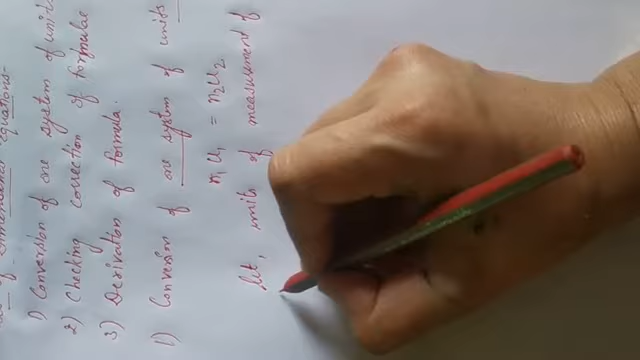 of dimensional equations-
1) Conversion of one system of unit
2) Checking correction of formulae
3) Derivation of formula.
1) Conversion of one system of units
n₁u₁ = n₂u₂
let, units of measurement of